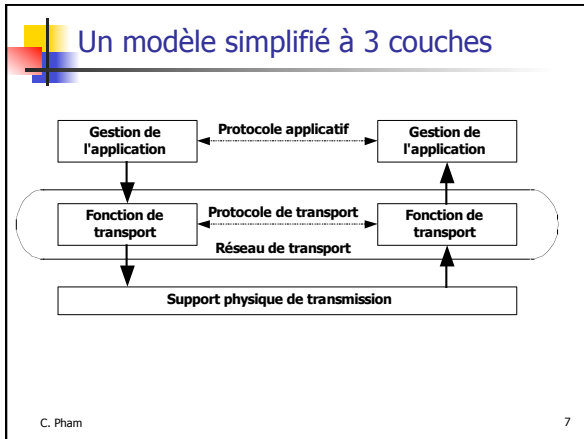 Un modèle simplifié à 3 couches
Gestion de
l'application
Protocole applicatif
Gestion de
l'application
Fonction de
transport
Protocole de transport
Fonction de
transport
Réseau de transport
Support physique de transmission
C. Pham
7